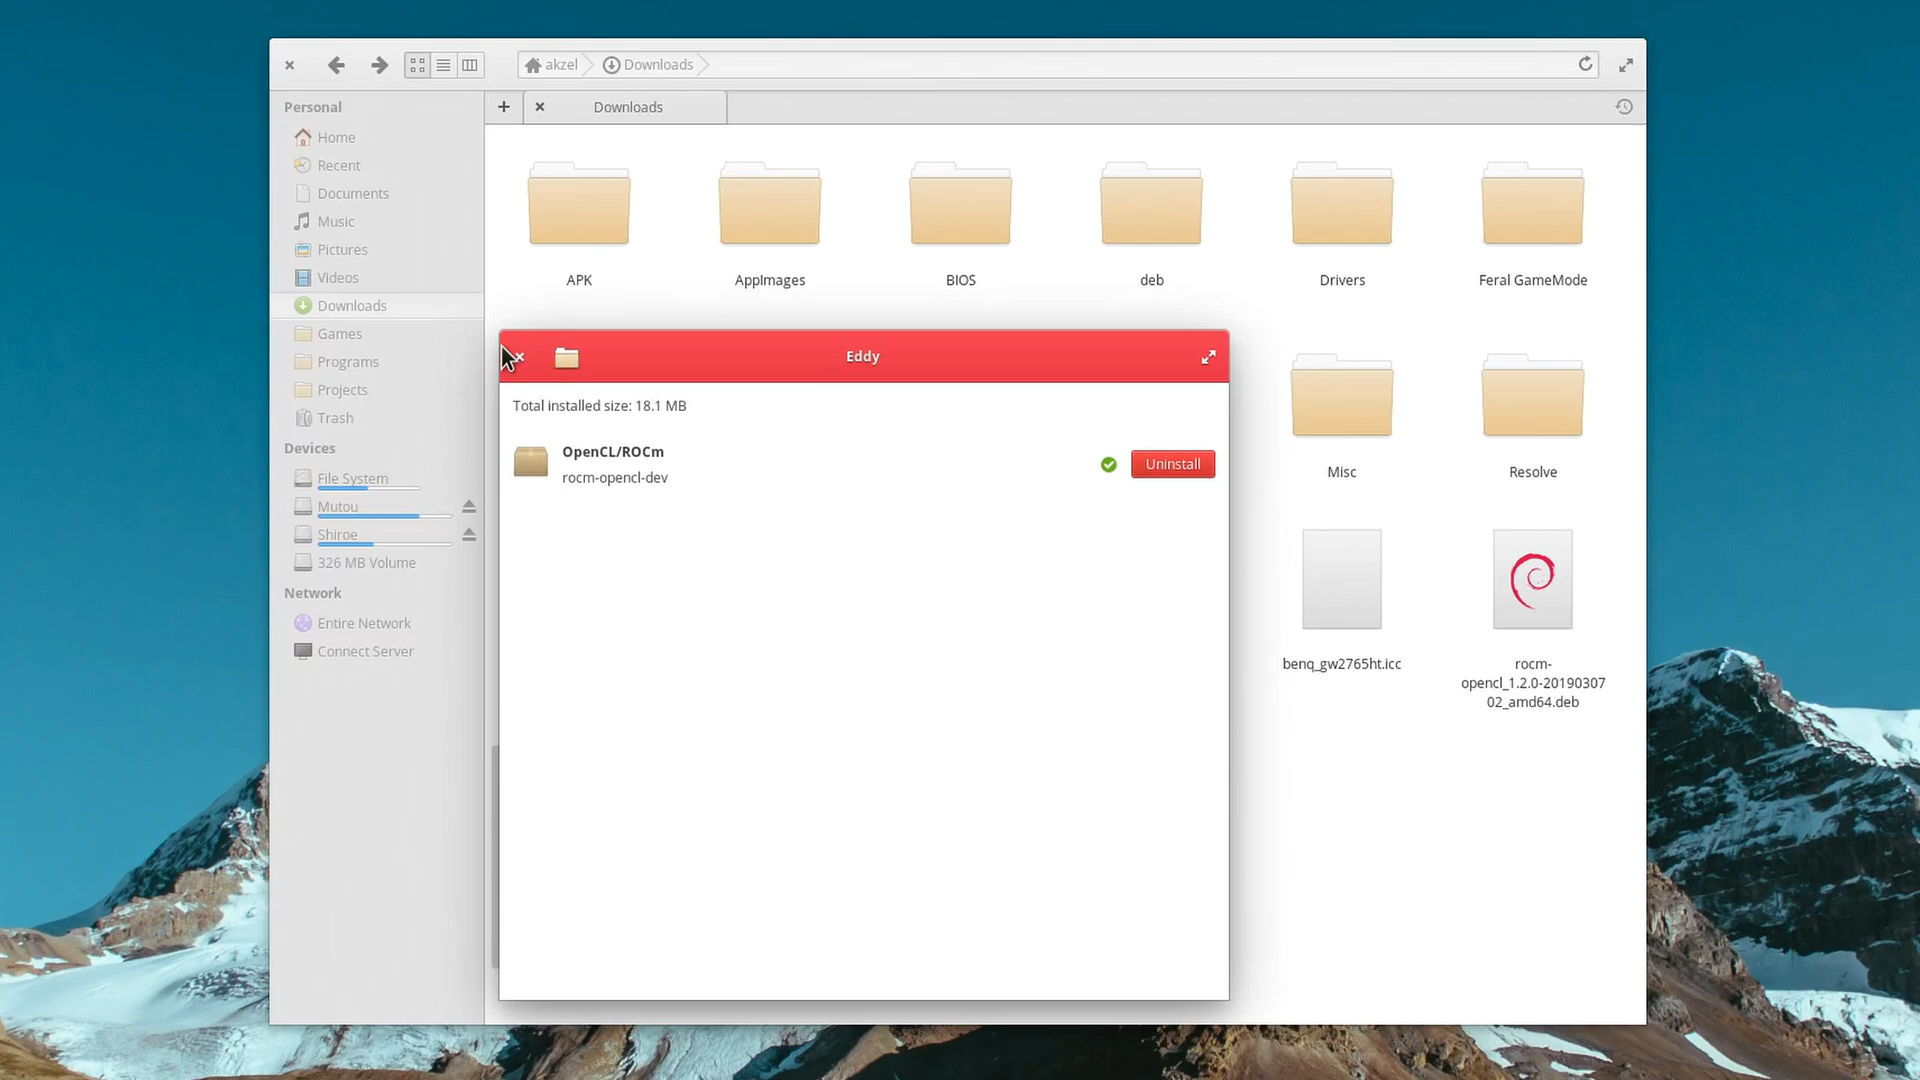 akzel
Downloads
Downloads
Personal
Home
Recent
Documents
Music
Pictures
Videos
Downloads
Games
Programs
Projects
Trash
Devices
File System
Mutou
Shiroe
326 MB Volume
Network
Entire Network
Connect Server
APK
AppImages
BIOS
deb
Drivers
Feral GameMode
Misc
Resolve
benq_gw2765ht.icc
rocm-
opencl_1.2.0-20190307
02_amd64.deb
Eddy
Total installed size: 18.1 MB
OpenCL/ROCm
rocm-opencl-dev
Uninstall